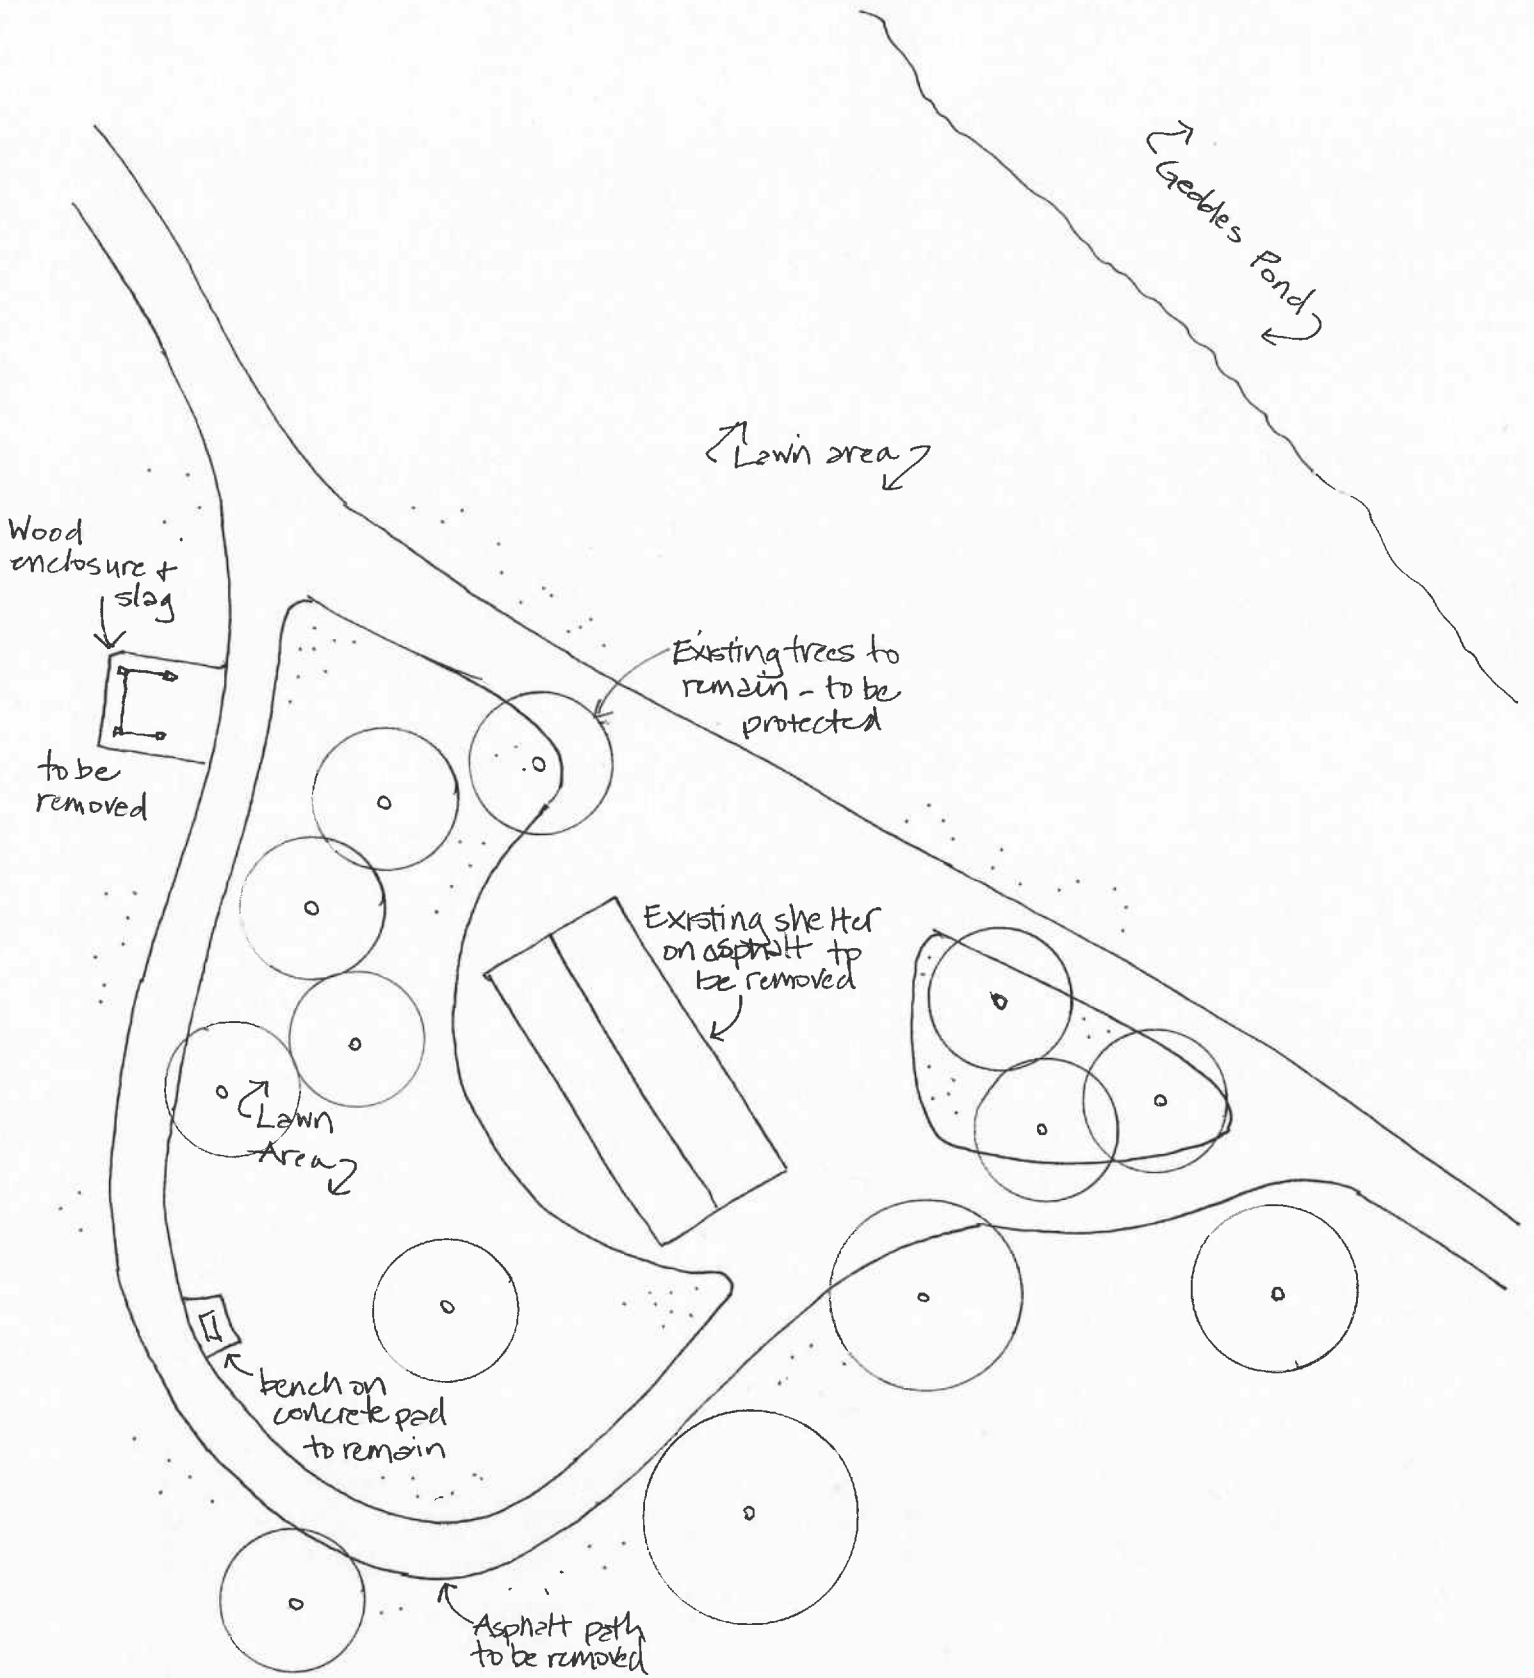 Geddes Pond
Lawn area
Wood
enclosure +
slag
to be
removed
Existing trees to
remain - to be
protected
Existing shelter
on asphalt to
be removed
Lawn
Area
bench on
concrete pad
to remain
Asphalt path
to be removed